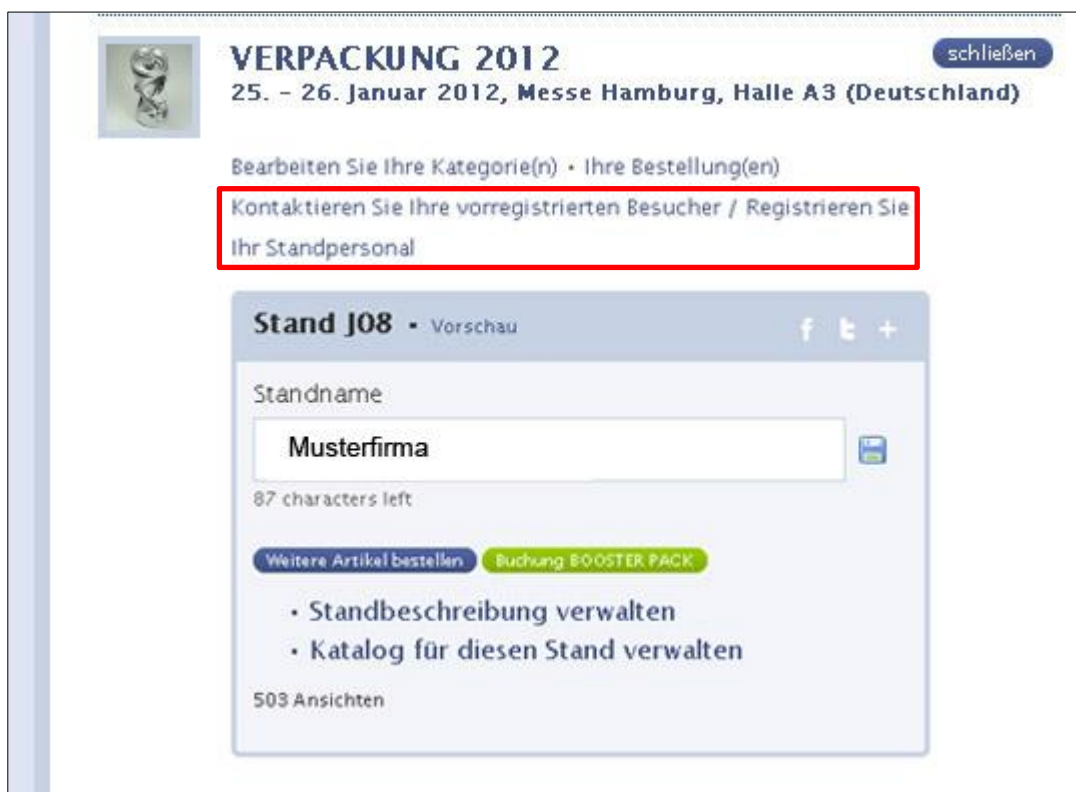 VERPACKUNG 2012
schließen
25. - 26. Januar 2012, Messe Hamburg, Halle A3 (Deutschland)
Bearbeiten Sie Ihre Kategorie(n) • Ihre Bestellung(en)
Kontaktieren Sie Ihre vorregistrierten Besucher / Registrieren Sie
Ihr Standpersonal
Stand J08 • Vorschau
f t +
Standname
Musterfirma
87 characters left
Weitere Artikel bestellen Buchung BOOSTER PACK
• Standbeschreibung verwalten
• Katalog für diesen Stand verwalten
503 Ansichten